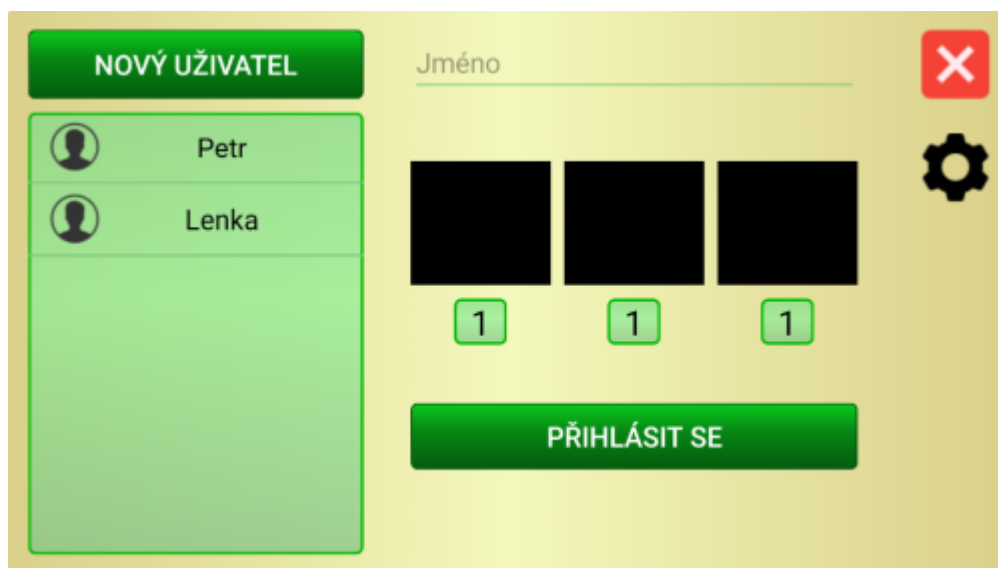 NOVÝ UŽIVATEL
Petr
Lenka
Jméno
1 1 1
PŘIHLÁSIT SE